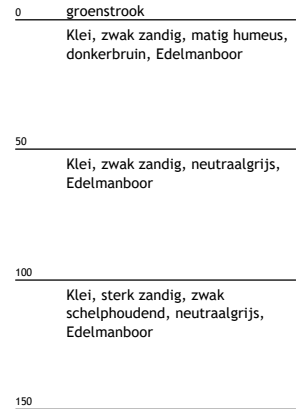 0 groenstrook
Klei, zwak zandig, matig humeus,
donkerbruin, Edelmanboor
50
Klei, zwak zandig, neutraalgrijs,
Edelmanboor
100
Klei, sterk zandig, zwak
schelphoudend, neutraalgrijs,
Edelmanboor
150